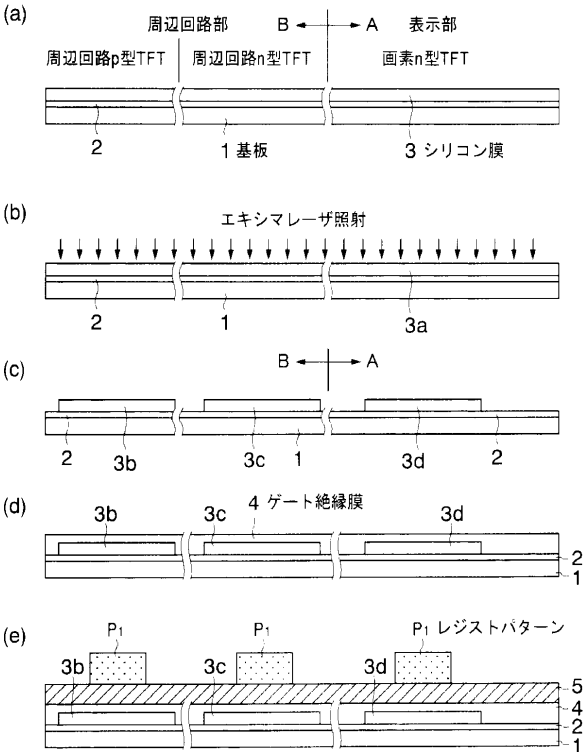 (a)
周辺回路部 B A 表示部
周辺回路p型TFT 周辺回路n型TFT 画素n型TFT
2 1 基板 3 シリコン膜
(b)
エキシマレーザ照射
2 1 3a
B A
(c)
2 3b 3c 1 3d 2
(d)
3b 3c 4 ゲート絶縁膜 3d
2
1
(e)
P1 P1 P1 レジストパターン
3b 3c 3d
5
4
2
1